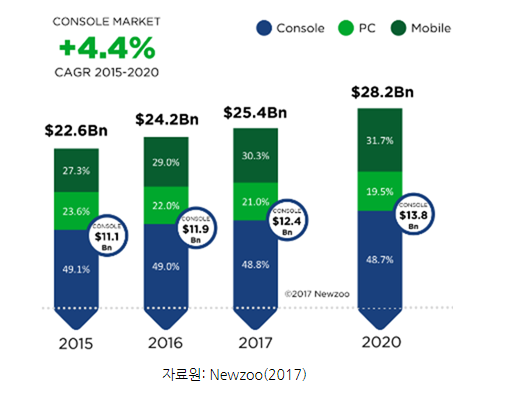 CONSOLE MARKET
+4.4%
CAGR 2015-2020
Console PC Mobile
$22.6Bn
27.3%
23.6%
49.1%
CONSOLE
$11.1
Bn
2015
$24.2Bn
29.0%
22.0%
49.0%
CONSOLE
$11.9
Bn
2016
$25.4Bn
30.3%
21.0%
48.8%
CONSOLE
$12.4
Bn
2017
$28.2Bn
31.7%
19.5%
48.7%
CONSOLE
$13.8
Bn
2020
©2017 Newzoo
자료원: Newzoo(2017)